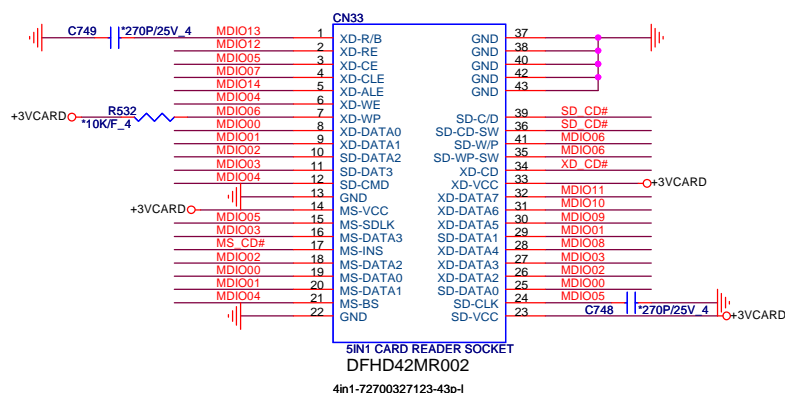 CN33
C749 *270P/25V_4 MDIO13 1 XD-R/B GND 37
MDIO12 2 XD-RE GND 38
MDIO05 3 XD-CE GND 40
MDIO07 4 XD-CLE GND 42
MDIO14 5 XD-ALE GND 43
MDIO04 6 XD-WE
+3VCARD R532 MDIO06 7 XD-WP SD-C/D 39 SD_CD#
*10K/F_4 MDIO00 8 XD-DATA0 SD-CD-SW 36 SD_CD#
MDIO01 9 XD-DATA1 SD-W/P 41 MDIO06
MDIO02 10 SD-DATA2 SD-WP-SW 35 MDIO06
MDIO03 11 SD-DAT3 XD-CD 34 XD_CD#
MDIO04 12 SD-CMD XD-VCC 33 +3VCARD
13 GND XD-DATA7 32 MDIO11
+3VCARD 14 MS-VCC XD-DATA6 31 MDIO10
MDIO05 15 MS-SDLK XD-DATA5 30 MDIO09
MDIO03 16 MS-DATA3 SD-DATA1 29 MDIO01
MS_CD# 17 MS-INS XD-DATA4 28 MDIO08
MDIO02 18 MS-DATA2 XD-DATA3 27 MDIO03
MDIO00 19 MS-DATA0 XD-DATA2 26 MDIO02
MDIO01 20 MS-DATA1 SD-DATA0 25 MDIO00
MDIO04 21 MS-BS SD-CLK 24 MDIO05 C748 *270P/25V_4
22 GND SD-VCC 23 +3VCARD
5IN1 CARD READER SOCKET
DFHD42MR002
4in1-72700327123-43p-l